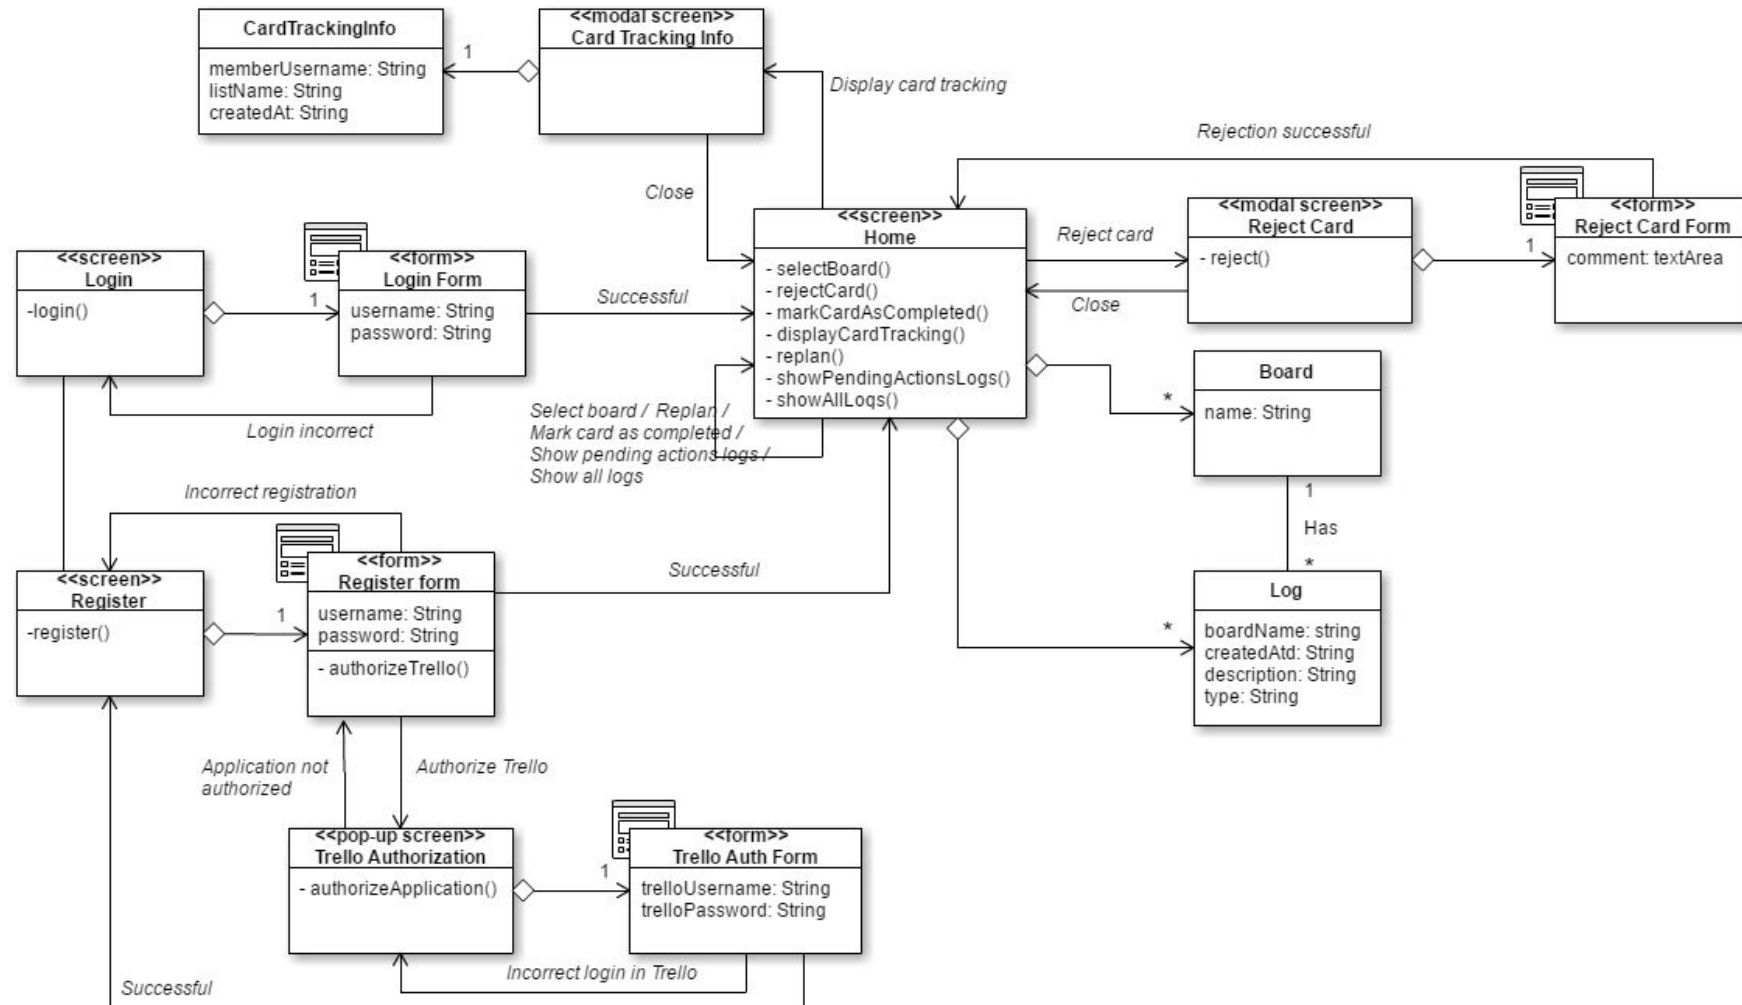 CardTrackingInfo
memberUsername: String
listName: String
createdAt: String
1
<<modal screen>>
Card Tracking Info
Display card tracking
Close
Rejection successful
<<screen>>
Home
- selectBoard()
- rejectCard()
- markCardAsCompleted()
- displayCardTracking()
- replan()
- showPendingActionsLogs()
- showAllLogs()
Reject card
Close
<<modal screen>>
Reject Card
- reject()
1
<<form>>
Reject Card Form
comment: textArea
<<screen>>
Login
-login()
1
<<form>>
Login Form
username: String
password: String
Successful
Login incorrect
Select board / Replan /
Mark card as completed /
Show pending actions logs /
Show all logs
*
Board
name: String
1
Has
*
Incorrect registration
<<screen>>
Register
-register()
1
<<form>>
Register form
username: String
password: String
- authorizeTrello()
Successful
*
Log
boardName: string
createdAtd: String
description: String
type: String
Application not
authorized
Authorize Trello
<<pop-up screen>>
Trello Authorization
- authorizeApplication()
1
<<form>>
Trello Auth Form
trelloUsername: String
trelloPassword: String
Incorrect login in Trello
Successful